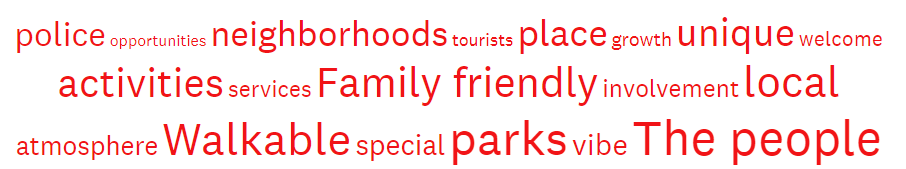 police opportunities neighborhoods tourists place growth unique welcome
activities services Family friendly involvement local
atmosphere Walkable special parks vibe The people